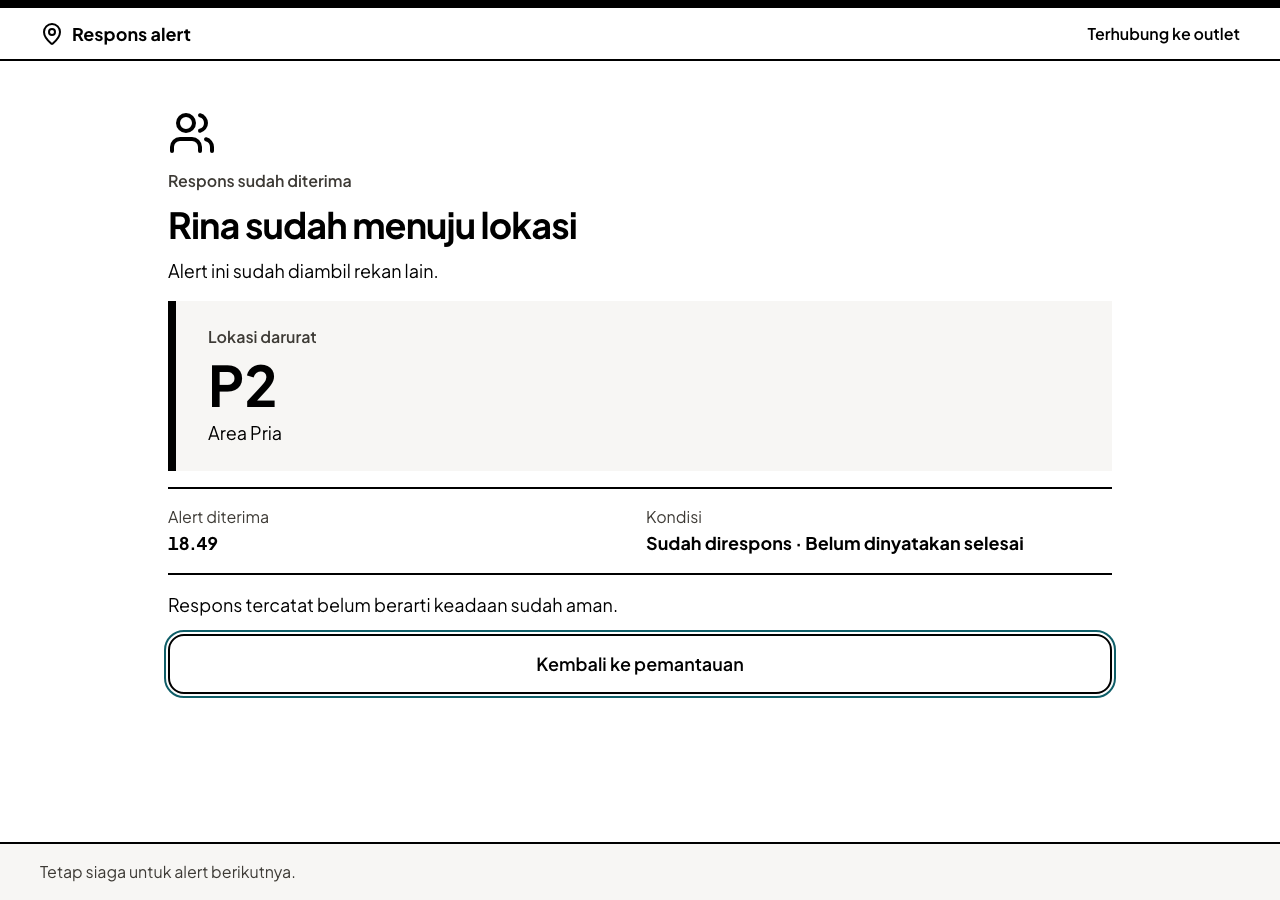 Respons alert
Terhubung ke outlet
Respons sudah diterima
Rina sudah menuju lokasi
Alert ini sudah diambil rekan lain.
Lokasi darurat
P2
Area Pria
Alert diterima
18.49
Kondisi
Sudah direspons · Belum dinyatakan selesai
Respons tercatat belum berarti keadaan sudah aman.
Kembali ke pemantauan
Tetap siaga untuk alert berikutnya.